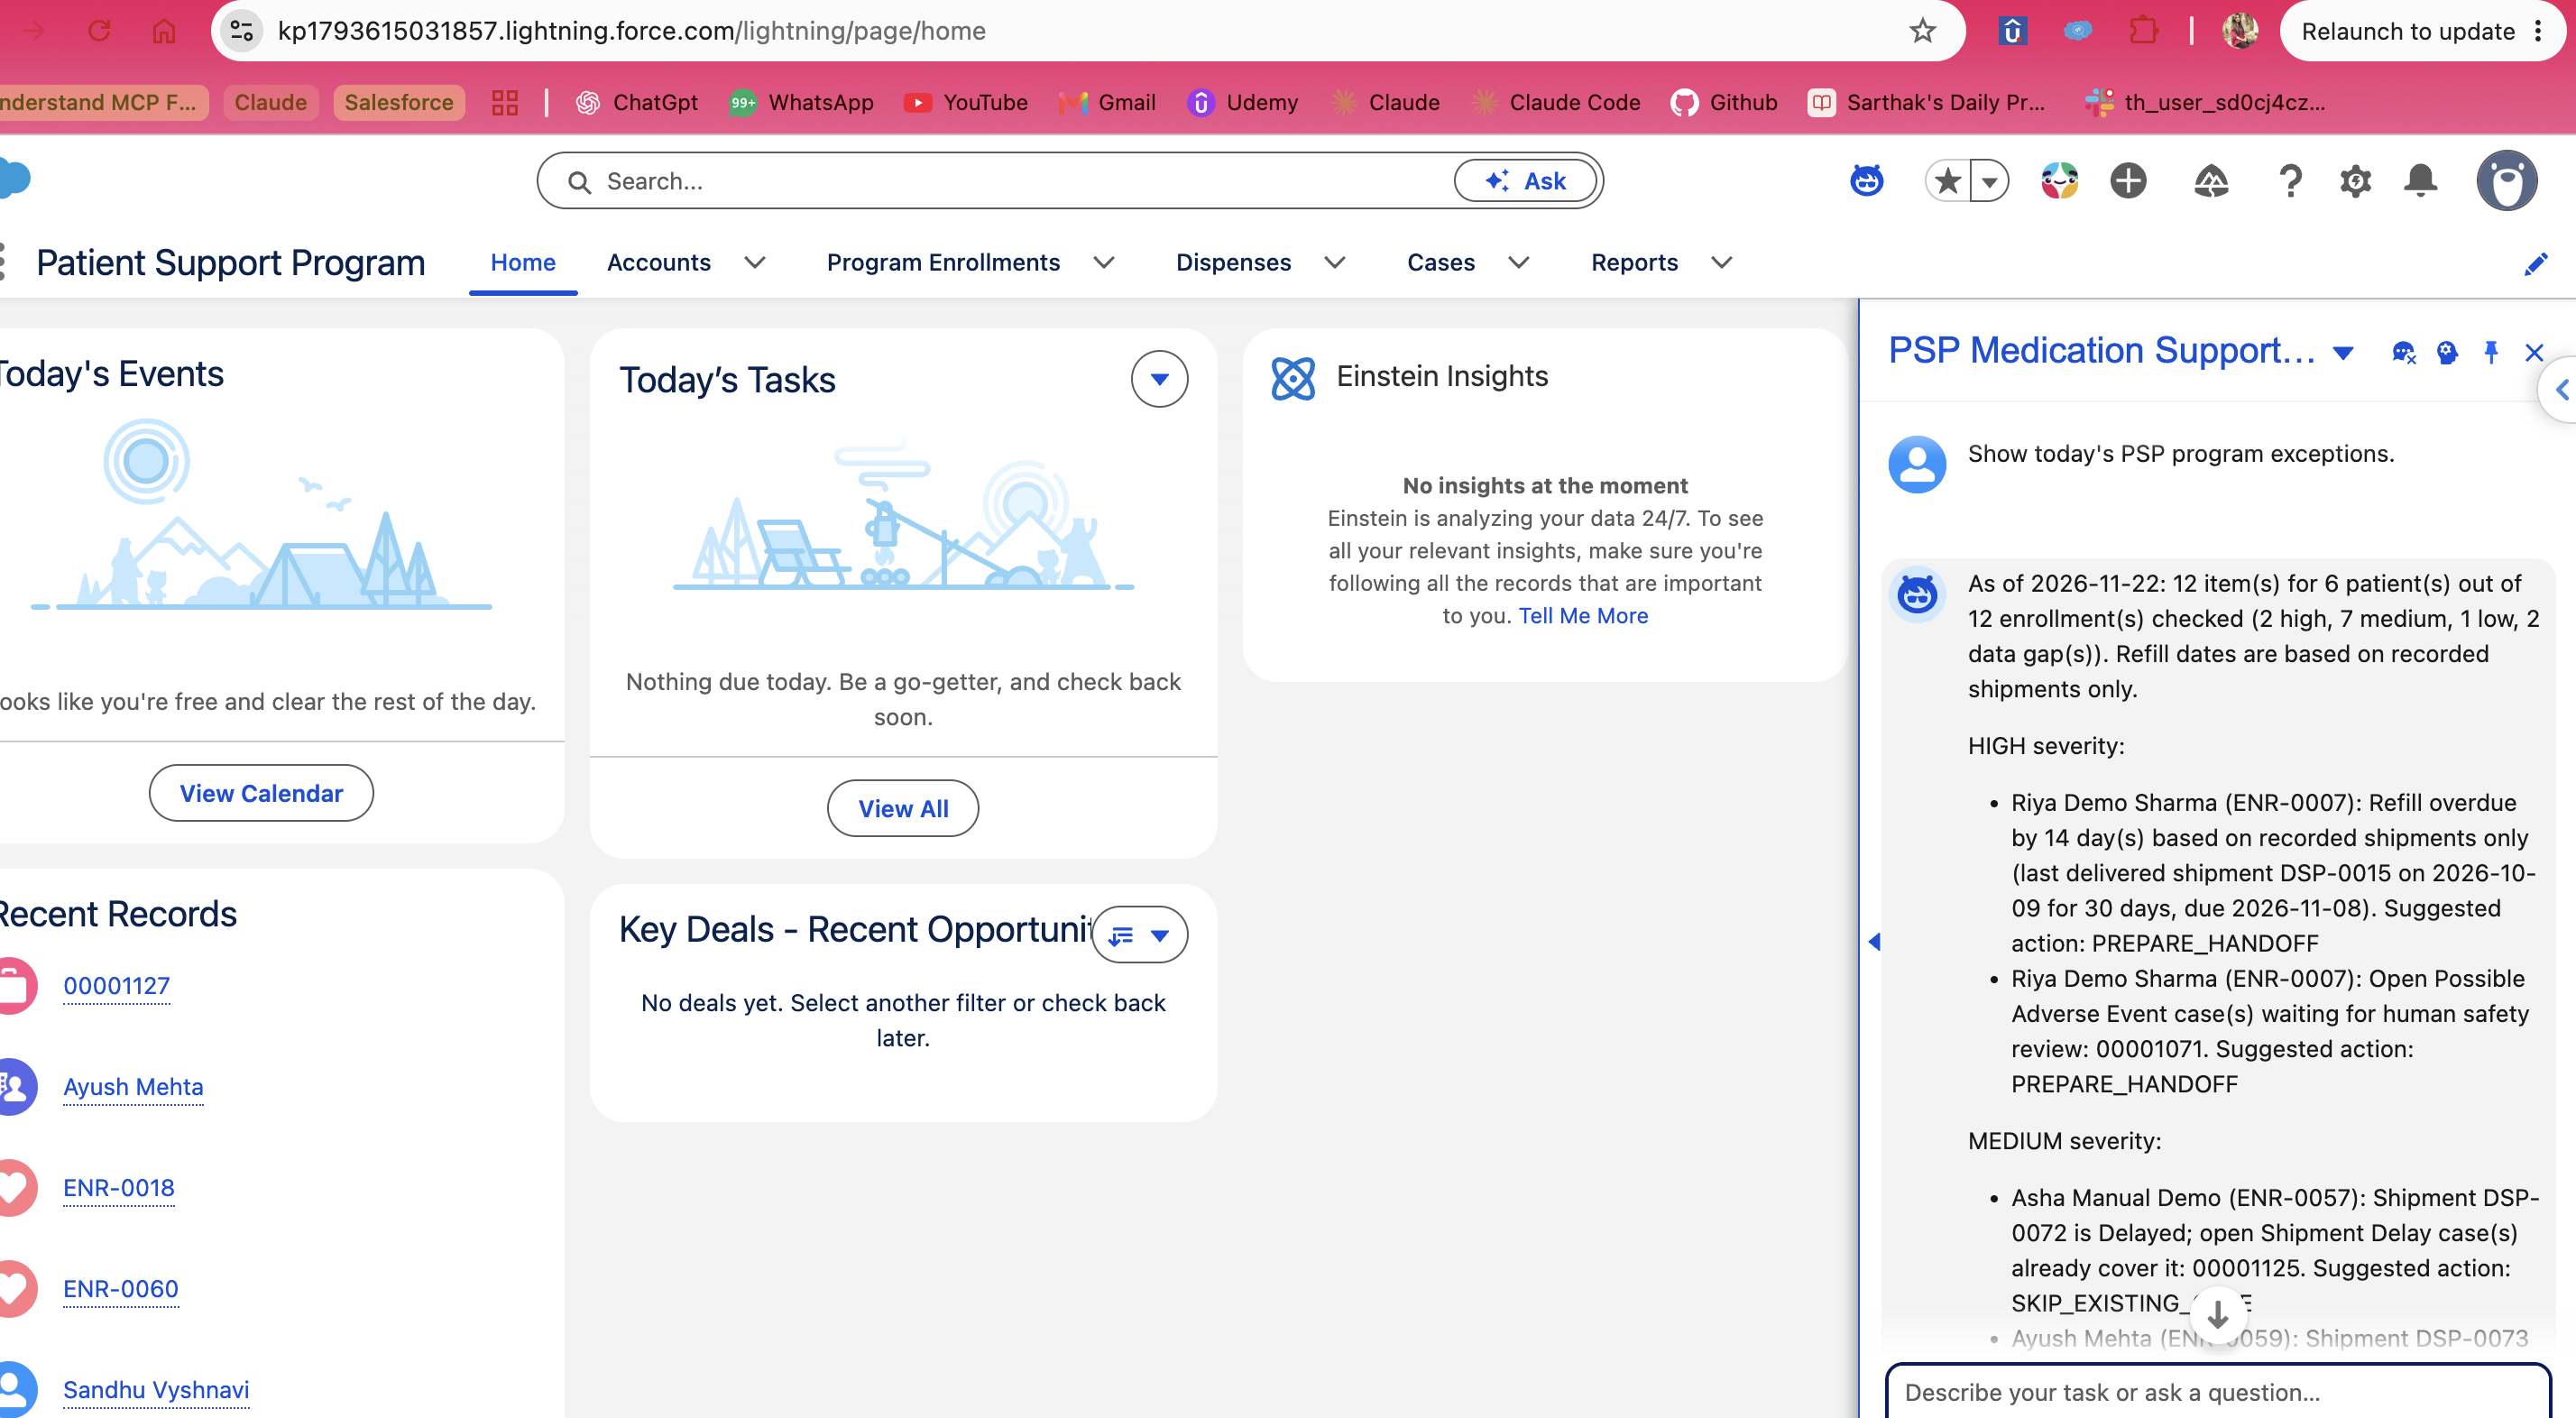 kp1793615031857.lightning.force.com/lightning/page/home
Relaunch to update
nderstand MCP F...
Claude
Salesforce
ChatGpt
99+
WhatsApp
YouTube
Gmail
Udemy
Claude
Claude Code
Github
Sarthak's Daily Pr...
th_user_sd0cj4cz...
Search...
Ask
Patient Support Program
Home
Accounts
Program Enrollments
Dispenses
Cases
Reports
Today's Events
ooks like you're free and clear the rest of the day.
View Calendar
Recent Records
00001127
Ayush Mehta
ENR-0018
ENR-0060
Sandhu Vyshnavi
Today’s Tasks
Nothing due today. Be a go-getter, and check back
soon.
View All
Key Deals - Recent Opportuni
No deals yet. Select another filter or check back
later.
Einstein Insights
No insights at the moment
Einstein is analyzing your data 24/7. To see
all your relevant insights, make sure you're
following all the records that are important
to you. Tell Me More
PSP Medication Support...
Show today's PSP program exceptions.
As of 2026-11-22: 12 item(s) for 6 patient(s) out of
12 enrollment(s) checked (2 high, 7 medium, 1 low, 2
data gap(s)). Refill dates are based on recorded
shipments only.
HIGH severity:
• Riya Demo Sharma (ENR-0007): Refill overdue
by 14 day(s) based on recorded shipments only
(last delivered shipment DSP-0015 on 2026-10-
09 for 30 days, due 2026-11-08). Suggested
action: PREPARE_HANDOFF
• Riya Demo Sharma (ENR-0007): Open Possible
Adverse Event case(s) waiting for human safety
review: 00001071. Suggested action:
PREPARE_HANDOFF
MEDIUM severity:
• Asha Manual Demo (ENR-0057): Shipment DSP-
0072 is Delayed; open Shipment Delay case(s)
already cover it: 00001125. Suggested action:
SKIP_EXISTING_
• Ayush Mehta (ENR-0059): Shipment DSP-0073
Describe your task or ask a question...